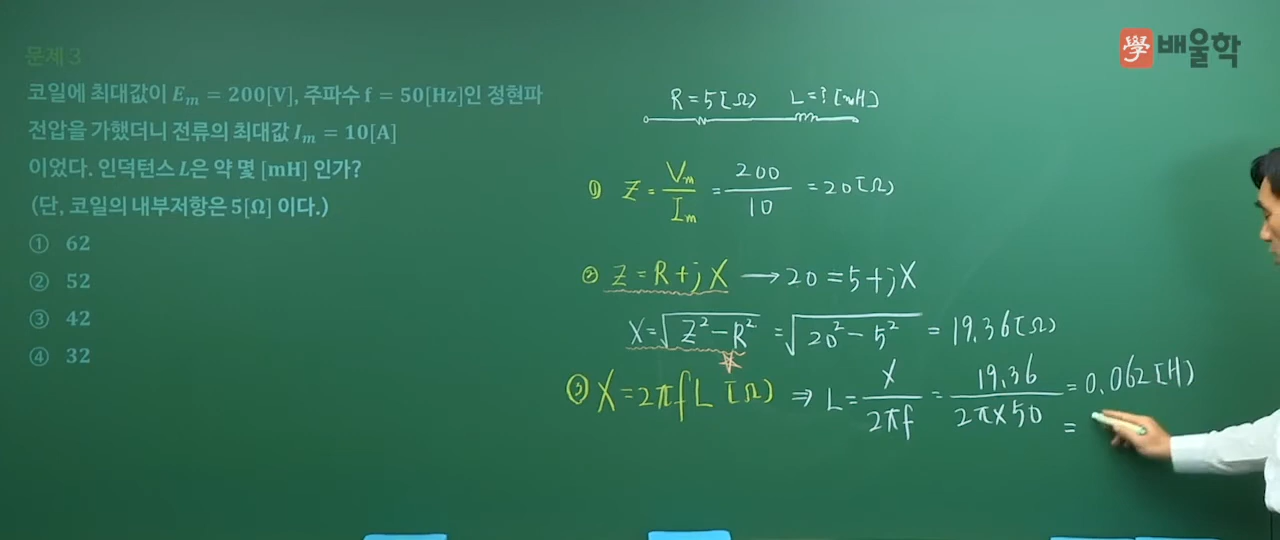 學 배울학
문제 3
코일에 최대값이 E_m = 200[V], 주파수 f = 50[Hz]인 정현파
전압을 가했더니 전류의 최대값 I_m = 10[A]
이었다. 인덕턴스 L은 약 몇 [mH] 인가?
(단, 코일의 내부저항은 5[Ω] 이다.)
① 62
② 52
③ 42
④ 32
R=5[Ω] L=?[mH]
① Z = V_m / I_m = 200 / 10 = 20[Ω]
② Z = R + jX → 20 = 5 + jX
X = √(Z² − R²) = √(20² − 5²) = 19.36[Ω]
③ X = 2πfL [Ω] ⇒ L = X / 2πf = 19.36 / 2π×50 = 0.062[H]
=